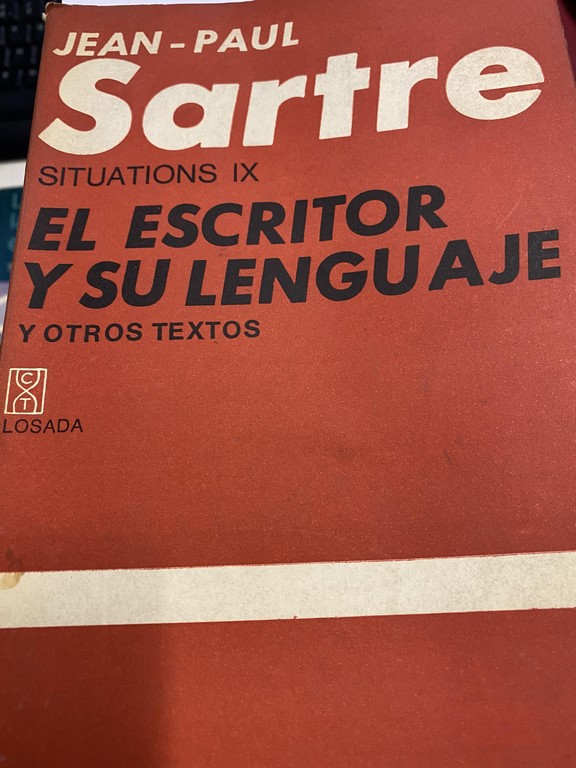 JEAN-PAUL
Sartre
SITUATIONS IX
EL ESCRITOR
Y SU LENGUAJE
Y OTROS TEXTOS
C
T
LOSADA